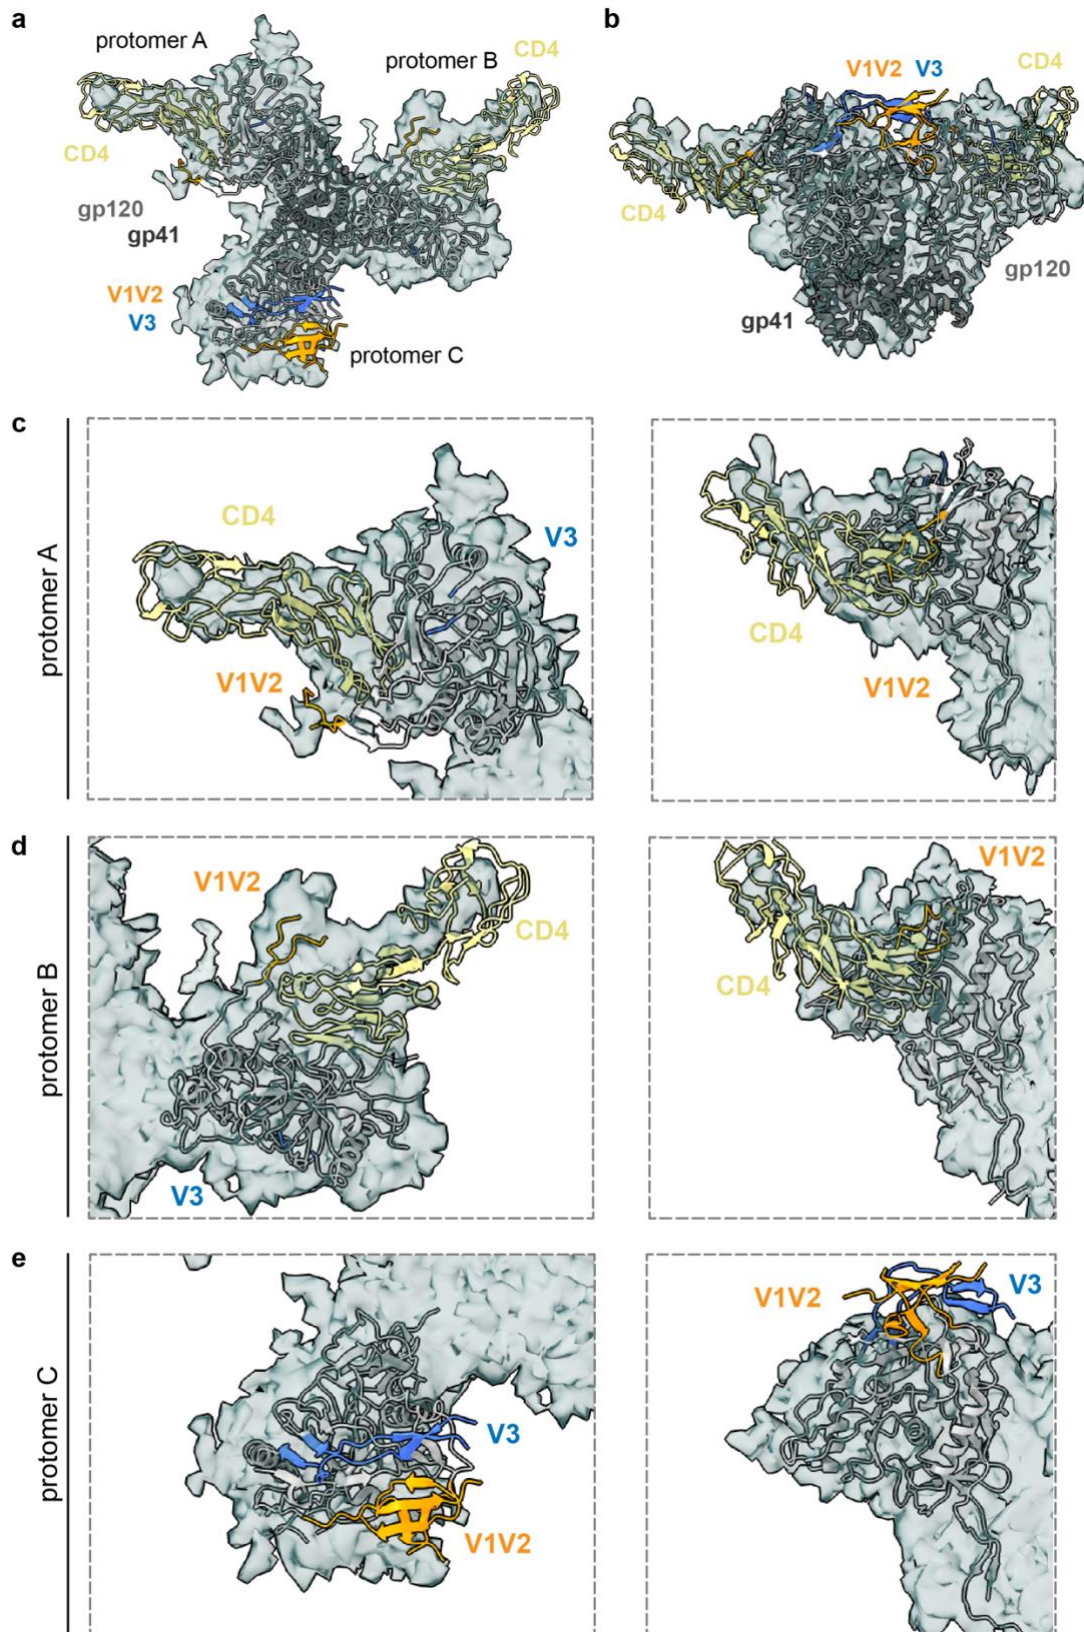 a
protomer A
protomer B
CD4
CD4
gp120
gp41
V1V2
V3
protomer C
b
V1V2 V3
CD4
CD4
gp120
gp41
c
protomer A
CD4
V3
V1V2
CD4
V1V2
d
protomer B
V1V2
CD4
V3
V1V2
CD4
e
protomer C
V3
V1V2
V1V2
V3